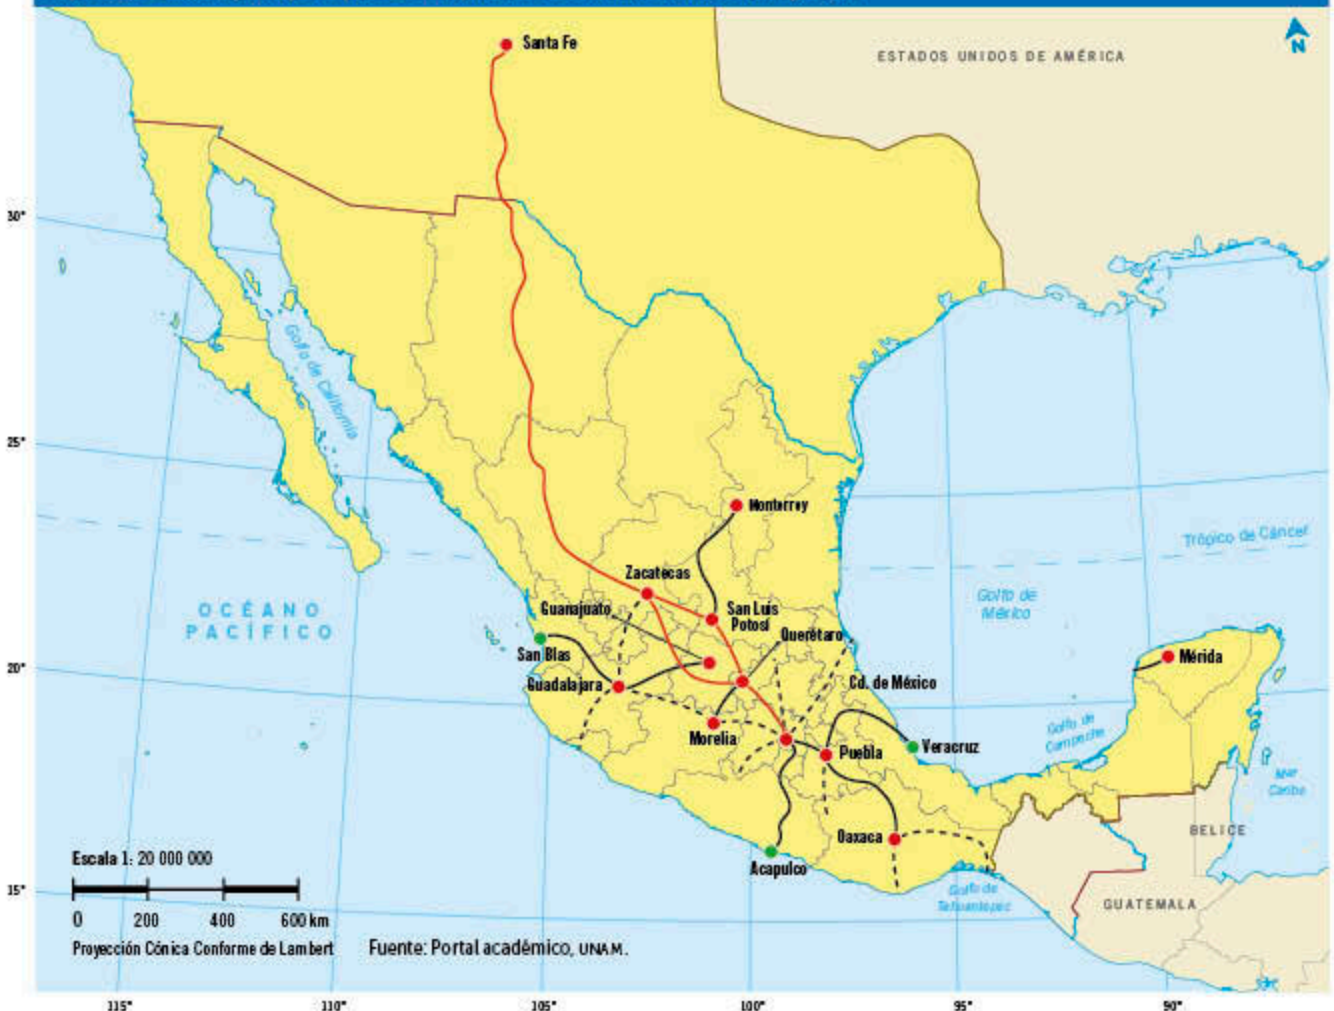 Santa Fe
ESTADOS UNIDOS DE AMÉRICA
N
30°
Golfo de California
25°
Monterrey
Trópico de Cáncer
Zacatecas
OCÉANO
PACÍFICO
Guanajuato
San Luis
Potosí
Golfo de
México
Querétaro
20°
San Blas
Mérida
Guadalajara
Cd. de México
Morelia
Puebla
Veracruz
Golfo de
Campeche
Mar
Caribe
Oaxaca
BELICE
Escala 1: 20 000 000
Acapulco
15°
Golfo de
Tehuantepec
GUATEMALA
0 200 400 600 km
Proyección Cónica Conforme de Lambert
Fuente: Portal académico, UNAM.
115° 110° 105° 100° 95° 90°